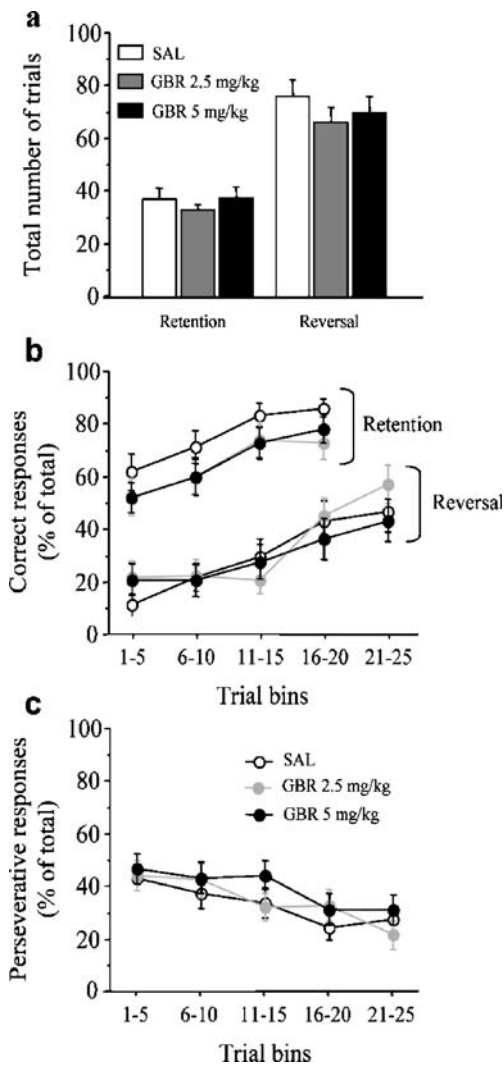 a
SAL
GBR 2.5 mg/kg
GBR 5 mg/kg
Total number of trials
100
80
60
40
20
0
Retention
Reversal
b
Correct responses
(% of total)
100
80
60
40
20
0
Retention
Reversal
1-5
6-10
11-15
16-20
21-25
Trial bins
c
Perseverative responses
(% of total)
100
80
60
40
20
0
SAL
GBR 2.5 mg/kg
GBR 5 mg/kg
1-5
6-10
11-15
16-20
21-25
Trial bins